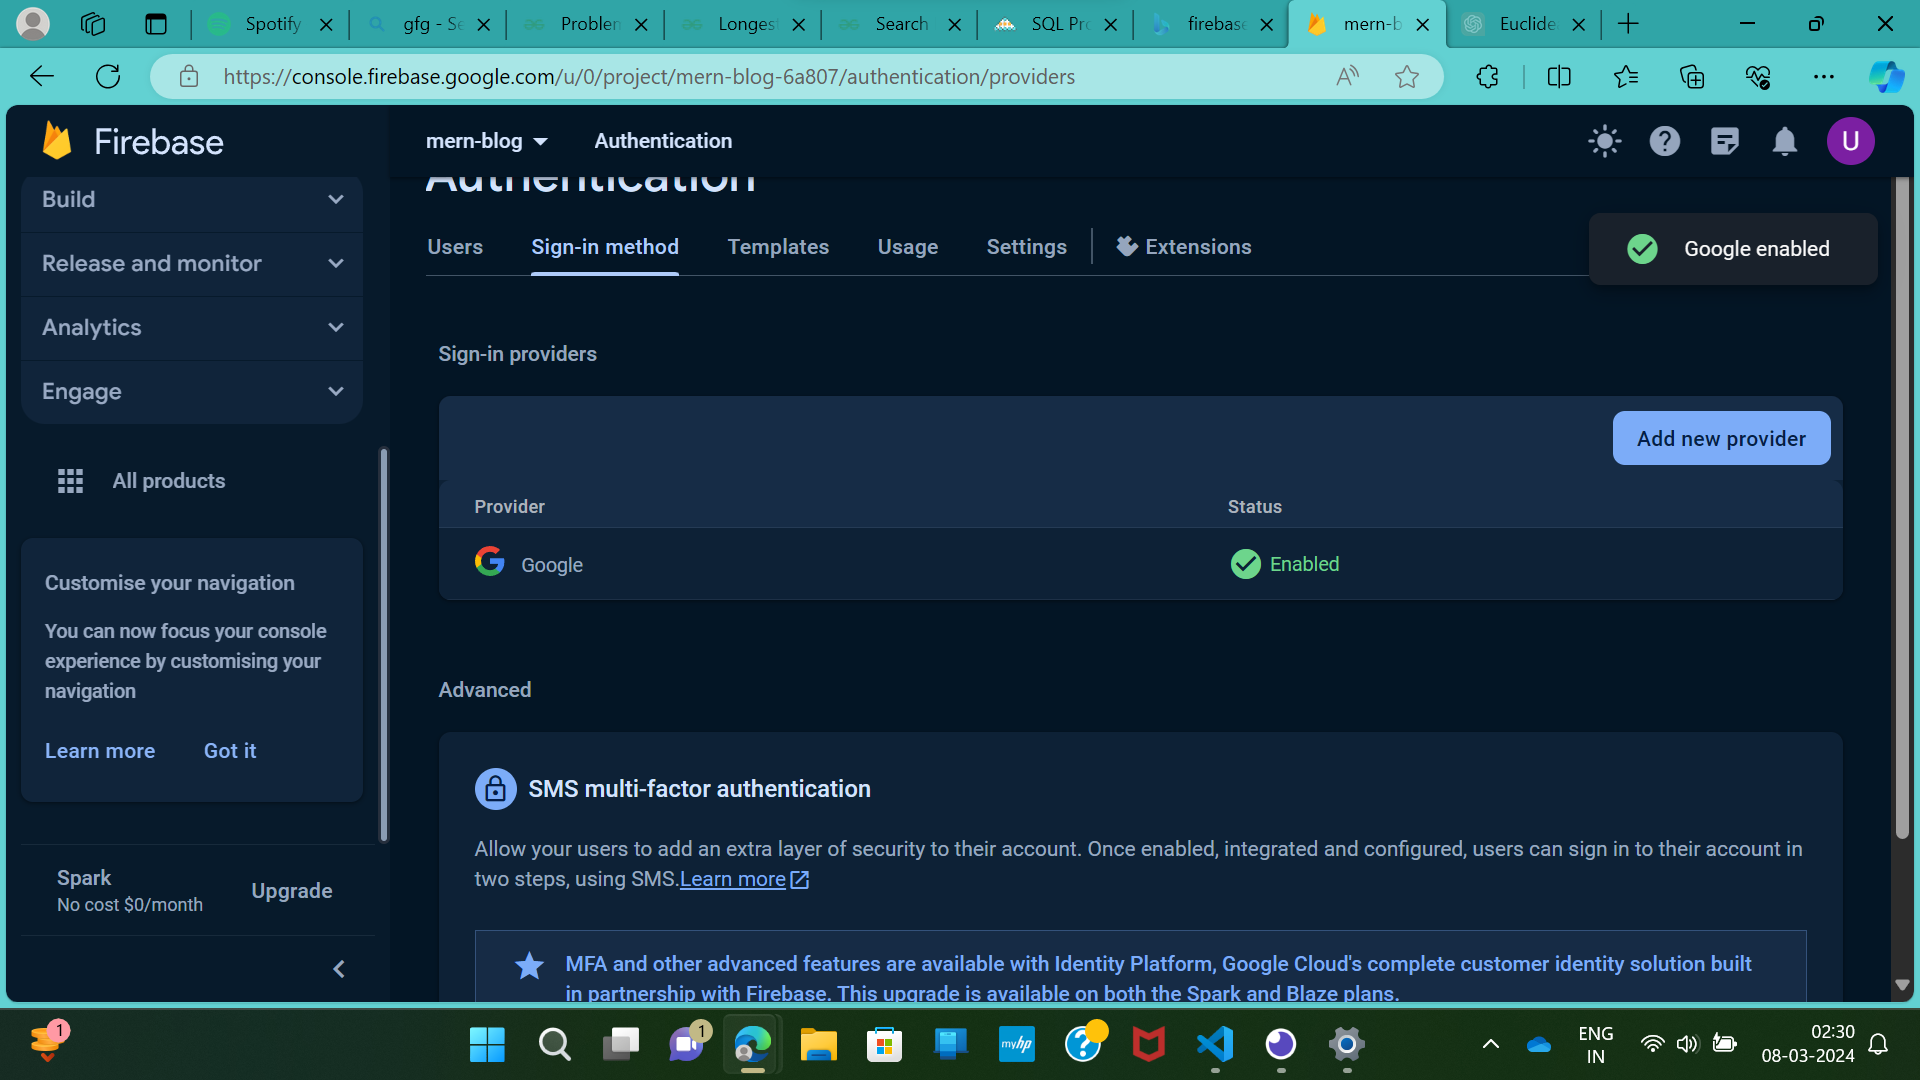 Spotify
gfg - Se
Problem
Longest
Search
SQL Pre
firebase
mern-b
Euclide
https://console.firebase.google.com/u/0/project/mern-blog-6a807/authentication/providers
Firebase
mern-blog
Authentication
U
Authentication
Build
Release and monitor
Analytics
Engage
All products
Customise your navigation
You can now focus your console
experience by customising your
navigation
Learn more Got it
Spark
No cost $0/month
Upgrade
Users Sign-in method Templates Usage Settings Extensions
Google enabled
Sign-in providers
Add new provider
Provider Status
Google Enabled
Advanced
SMS multi-factor authentication
Allow your users to add an extra layer of security to their account. Once enabled, integrated and configured, users can sign in to their account in
two steps, using SMS.Learn more
MFA and other advanced features are available with Identity Platform, Google Cloud's complete customer identity solution built
in partnership with Firebase. This upgrade is available on both the Spark and Blaze plans.
1
1
myhp
ENG
IN
02:30
08-03-2024